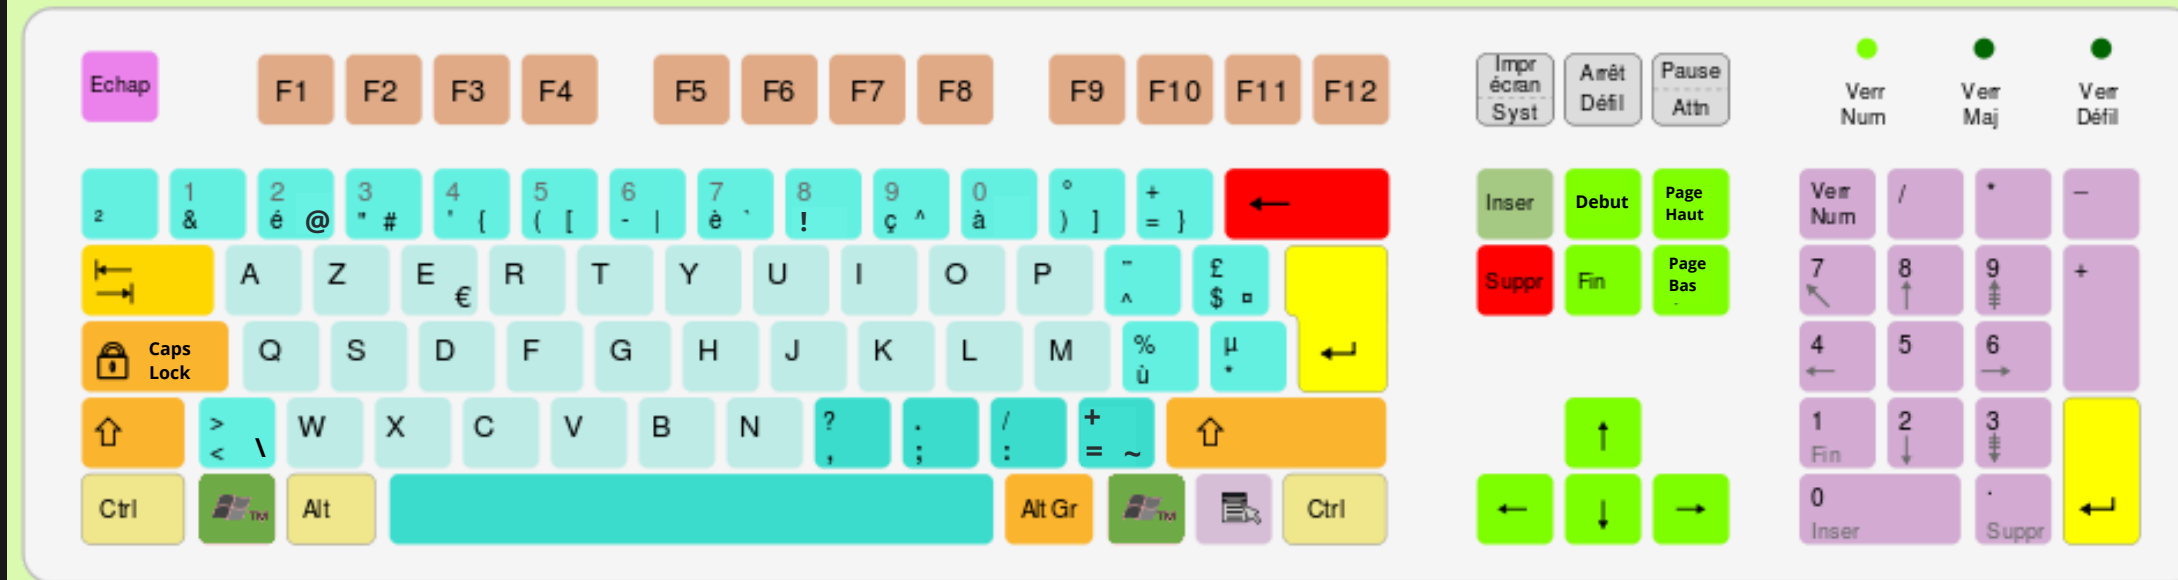 Echap F1 F2 F3 F4 F5 F6 F7 F8 F9 F10 F11 F12
Impr
écran
Syst
Arrêt
Défil
Pause
Attn
Verr
Num
Verr
Maj
Verr
Défil
²
1
&
2
é @
3
" #
4
' {
5
( [
6
- |
7
è `
8
!
9
ç ^
0
à
°
) ]
+
= }
←
Inser
Debut
Page
Haut
Verr
Num
/
*
–
A Z E € R T Y U I O P
¨
^
£
$ ¤
Suppr
Fin
Page
Bas
7
8
9
+
Caps
Lock
Q S D F G H J K L M
%
ù
µ
*
4
←
5
6
→
>
< \
W X C V B N
?
,
.
;
/
:
+
= ~
↑
1
Fin
2
↓
3
Ctrl
TM
Alt
Alt Gr
TM
Ctrl
← ↓ →
0
Inser
.
Suppr